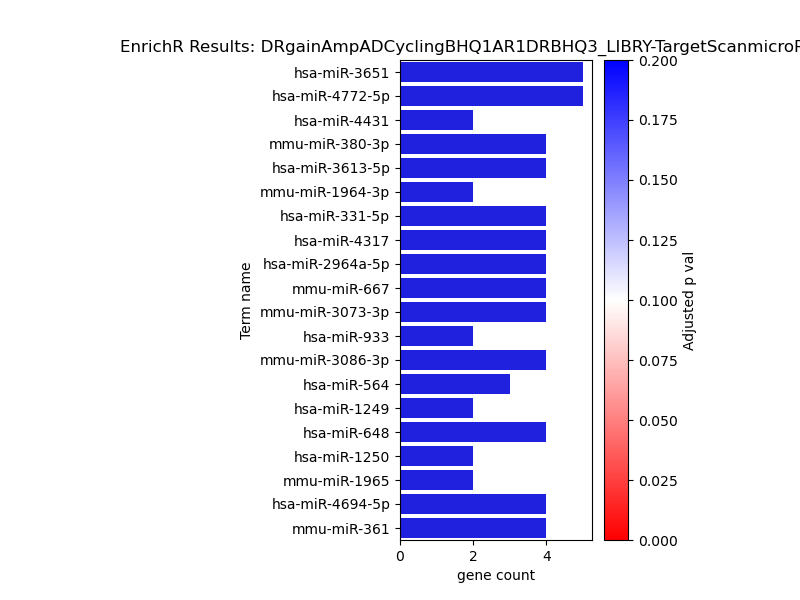 EnrichR Results: DRgainAmpADCyclingBHQ1AR1DRBHQ3_LIBRY-TargetScanmicroR
hsa-miR-3651
hsa-miR-4772-5p
hsa-miR-4431
mmu-miR-380-3p
hsa-miR-3613-5p
mmu-miR-1964-3p
hsa-miR-331-5p
hsa-miR-4317
hsa-miR-2964a-5p
mmu-miR-667
mmu-miR-3073-3p
hsa-miR-933
mmu-miR-3086-3p
hsa-miR-564
hsa-miR-1249
hsa-miR-648
hsa-miR-1250
mmu-miR-1965
hsa-miR-4694-5p
mmu-miR-361
Term name
0 2 4
gene count
0.200
0.175
0.150
0.125
0.100
0.075
0.050
0.025
0.000
Adjusted p val